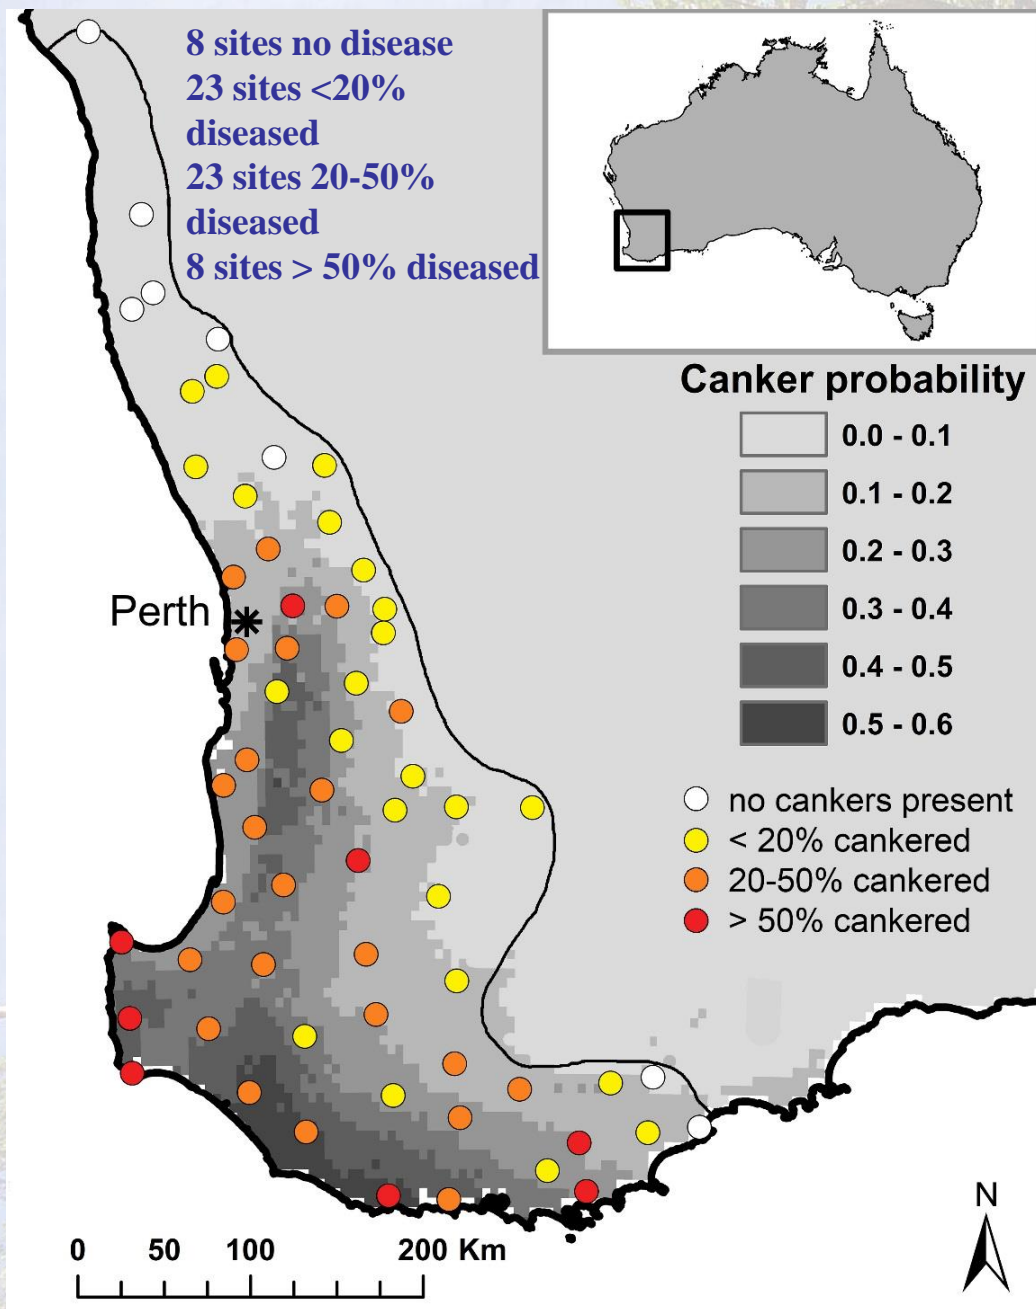 8 sites no disease
23 sites <20%
diseased
23 sites 20-50%
diseased
8 sites > 50% diseased
Canker probability
0.0 - 0.1
0.1 - 0.2
0.2 - 0.3
0.3 - 0.4
0.4 - 0.5
0.5 - 0.6
Perth
no cankers present
< 20% cankered
20-50% cankered
> 50% cankered
N
0 50 100 200 Km